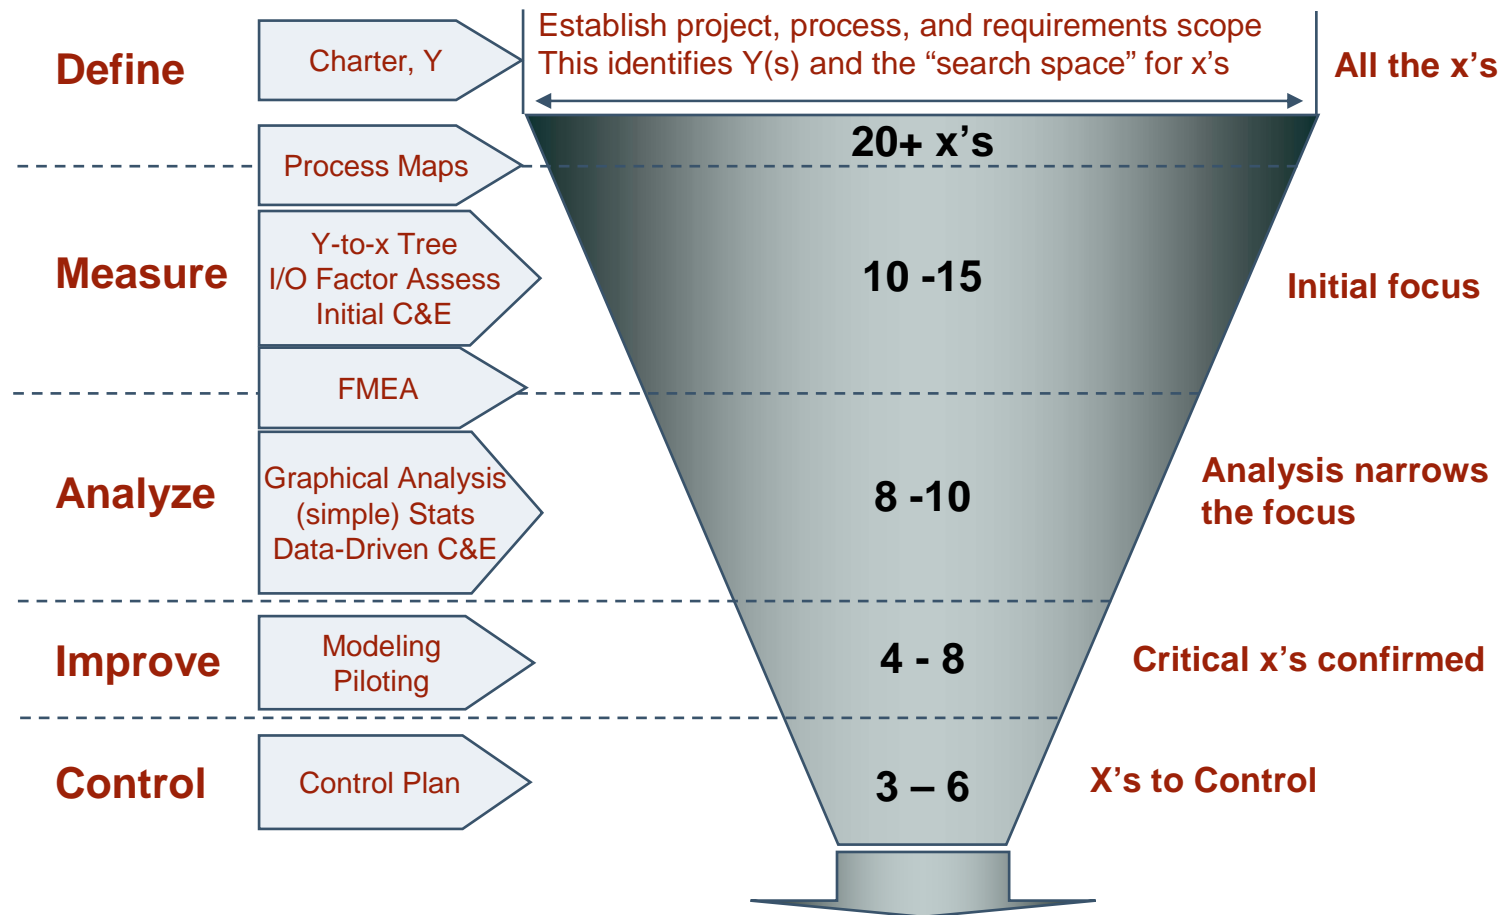 Define
Charter, Y
Establish project, process, and requirements scope
This identifies Y(s) and the “search space” for x’s
All the x’s
20+ x’s
Process Maps
Measure
Y-to-x Tree
I/O Factor Assess
Initial C&E
10 -15
Initial focus
FMEA
Analyze
Graphical Analysis
(simple) Stats
Data-Driven C&E
8 -10
Analysis narrows
the focus
Improve
Modeling
Piloting
4 - 8
Critical x’s confirmed
Control
Control Plan
3 – 6
X’s to Control